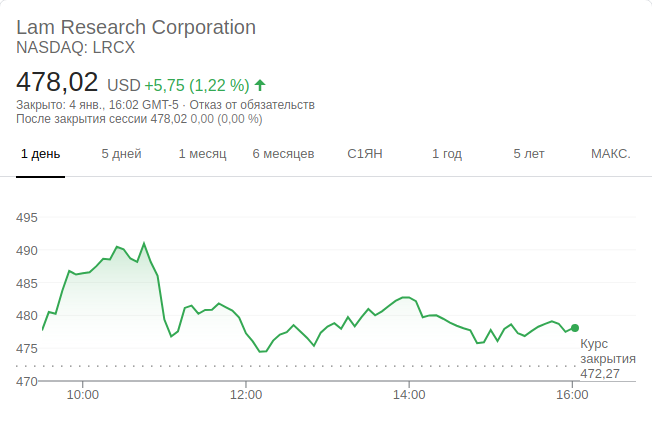 Lam Research Corporation
NASDAQ: LRCX
478,02 USD +5,75 (1,22 %)
Закрыто: 4 янв., 16:02 GMT-5 · Отказ от обязательств
После закрытия сессии 478,02 0,00 (0,00 %)
1 день 5 дней 1 месяц 6 месяцев С1ЯН 1 год 5 лет МАКС.
495
490
485
480
475
Курс
закрытия
472,27
470
10:00 12:00 14:00 16:00